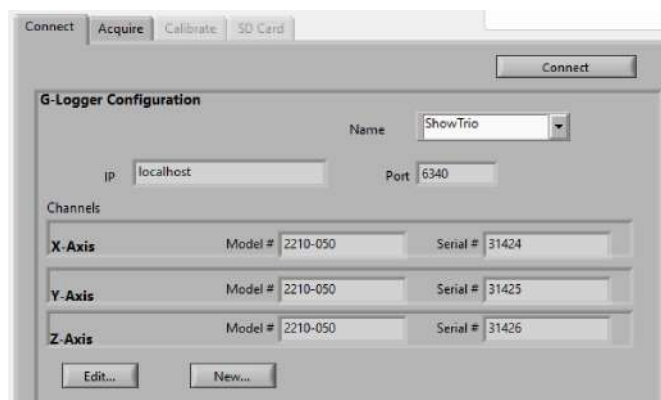 Connect Acquire Calibrate SD Card
Connect
G-Logger Configuration
Name ShowTrio
IP localhost Port 6340
Channels
X-Axis Model # 2210-050 Serial # 31424
Y-Axis Model # 2210-050 Serial # 31425
Z-Axis Model # 2210-050 Serial # 31426
Edit... New...